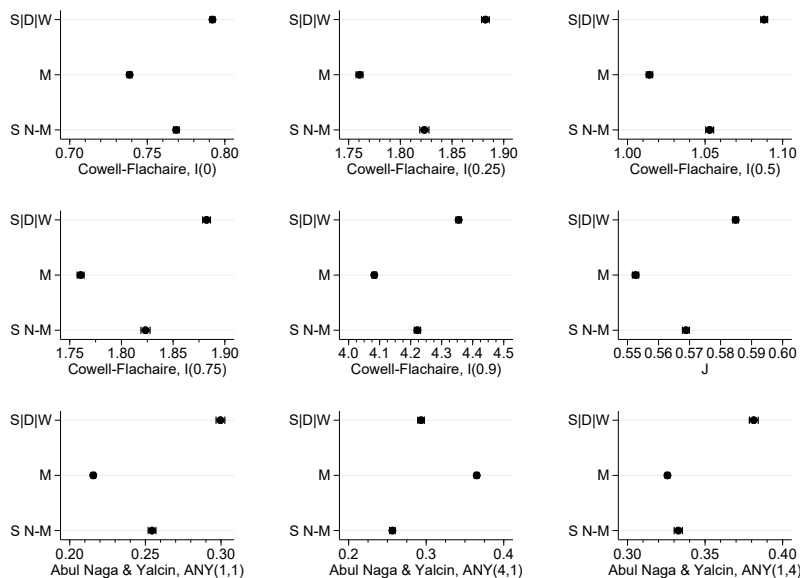 S|D|W
M
S N-M
0.70 0.75 0.80
Cowell-Flachaire, I(0)
S|D|W
M
S N-M
1.75 1.80 1.85 1.90
Cowell-Flachaire, I(0.25)
S|D|W
M
S N-M
1.00 1.05 1.10
Cowell-Flachaire, I(0.5)
S|D|W
M
S N-M
1.75 1.80 1.85 1.90
Cowell-Flachaire, I(0.75)
S|D|W
M
S N-M
4.0 4.1 4.2 4.3 4.4 4.5
Cowell-Flachaire, I(0.9)
S|D|W
M
S N-M
0.55 0.56 0.57 0.58 0.59 0.60
J
S|D|W
M
S N-M
0.20 0.25 0.30
Abul Naga & Yalcin, ANY(1,1)
S|D|W
M
S N-M
0.2 0.3 0.4
Abul Naga & Yalcin, ANY(4,1)
S|D|W
M
S N-M
0.30 0.35 0.40
Abul Naga & Yalcin, ANY(1,4)